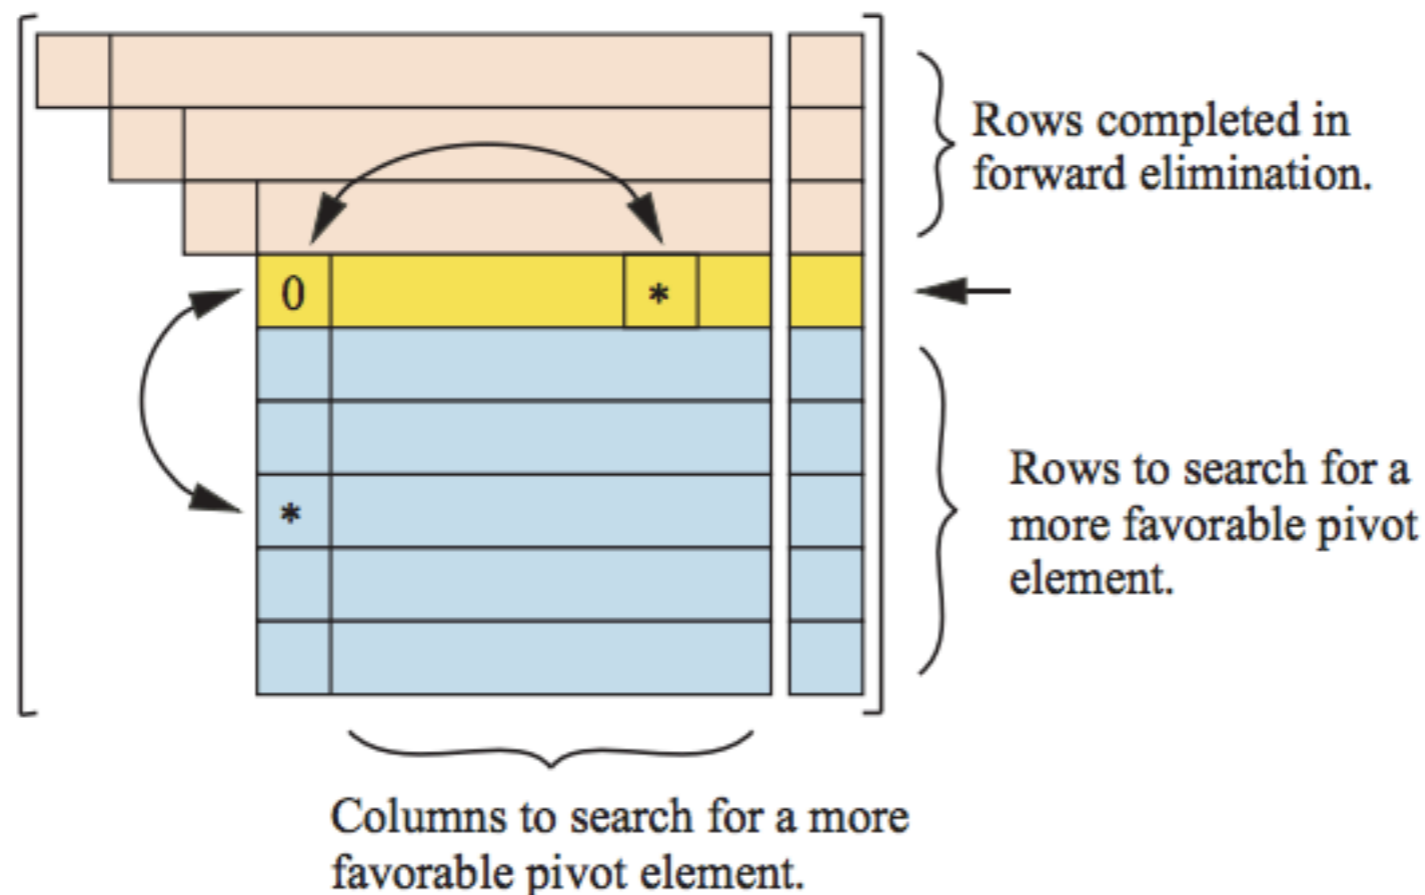 Rows completed in
forward elimination.
0
*
*
Rows to search for a
more favorable pivot
element.
Columns to search for a more
favorable pivot element.